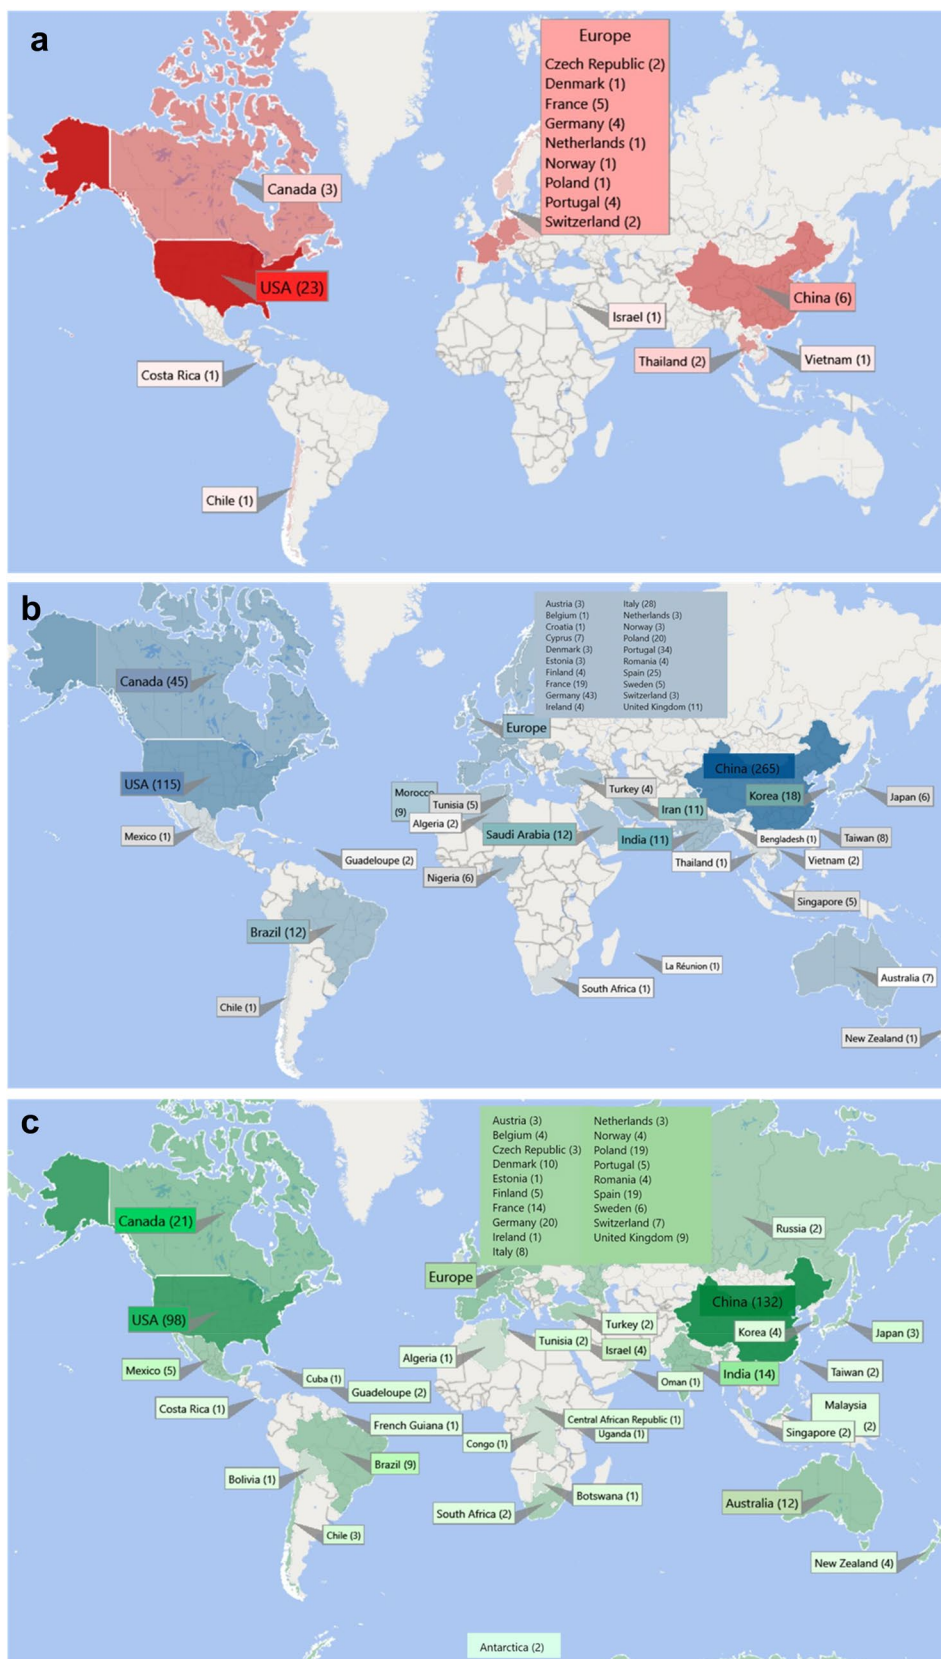 a
Europe
Czech Republic (2)
Denmark (1)
France (5)
Germany (4)
Netherlands (1)
Norway (1)
Poland (1)
Portugal (4)
Switzerland (2)
Canada (3)
USA (23)
China (6)
Israel (1)
Thailand (2)
Vietnam (1)
Costa Rica (1)
Chile (1)
b
Austria (3)
Belgium (1)
Croatia (1)
Cyprus (7)
Denmark (3)
Estonia (3)
Finland (4)
France (19)
Germany (43)
Ireland (4)
Italy (28)
Netherlands (3)
Norway (3)
Poland (20)
Portugal (34)
Romania (4)
Spain (25)
Sweden (5)
Switzerland (3)
United Kingdom (11)
Canada (45)
Europe
China (265)
USA (115)
Morocco
(9)
Turkey (4)
Korea (18)
Japan (6)
Tunisia (5)
Iran (11)
Algeria (2)
Mexico (1)
Saudi Arabia (12)
India (11)
Bangladesh (1)
Taiwan (8)
Guadeloupe (2)
Thailand (1)
Vietnam (2)
Nigeria (6)
Singapore (5)
Brazil (12)
La Réunion (1)
Australia (7)
South Africa (1)
Chile (1)
New Zealand (1)
c
Austria (3)
Belgium (4)
Czech Republic (3)
Denmark (10)
Estonia (1)
Finland (5)
France (14)
Germany (20)
Ireland (1)
Italy (8)
Netherlands (3)
Norway (4)
Poland (19)
Portugal (5)
Romania (4)
Spain (19)
Sweden (6)
Switzerland (7)
United Kingdom (9)
Canada (21)
Russia (2)
Europe
China (132)
USA (98)
Turkey (2)
Korea (4)
Japan (3)
Tunisia (2)
Israel (4)
Algeria (1)
Mexico (5)
Cuba (1)
Oman (1)
India (14)
Taiwan (2)
Guadeloupe (2)
Costa Rica (1)
Malaysia
(2)
French Guiana (1)
Central African Republic (1)
Uganda (1)
Singapore (2)
Congo (1)
Brazil (9)
Bolivia (1)
Botswana (1)
Australia (12)
South Africa (2)
Chile (3)
New Zealand (4)
Antarctica (2)